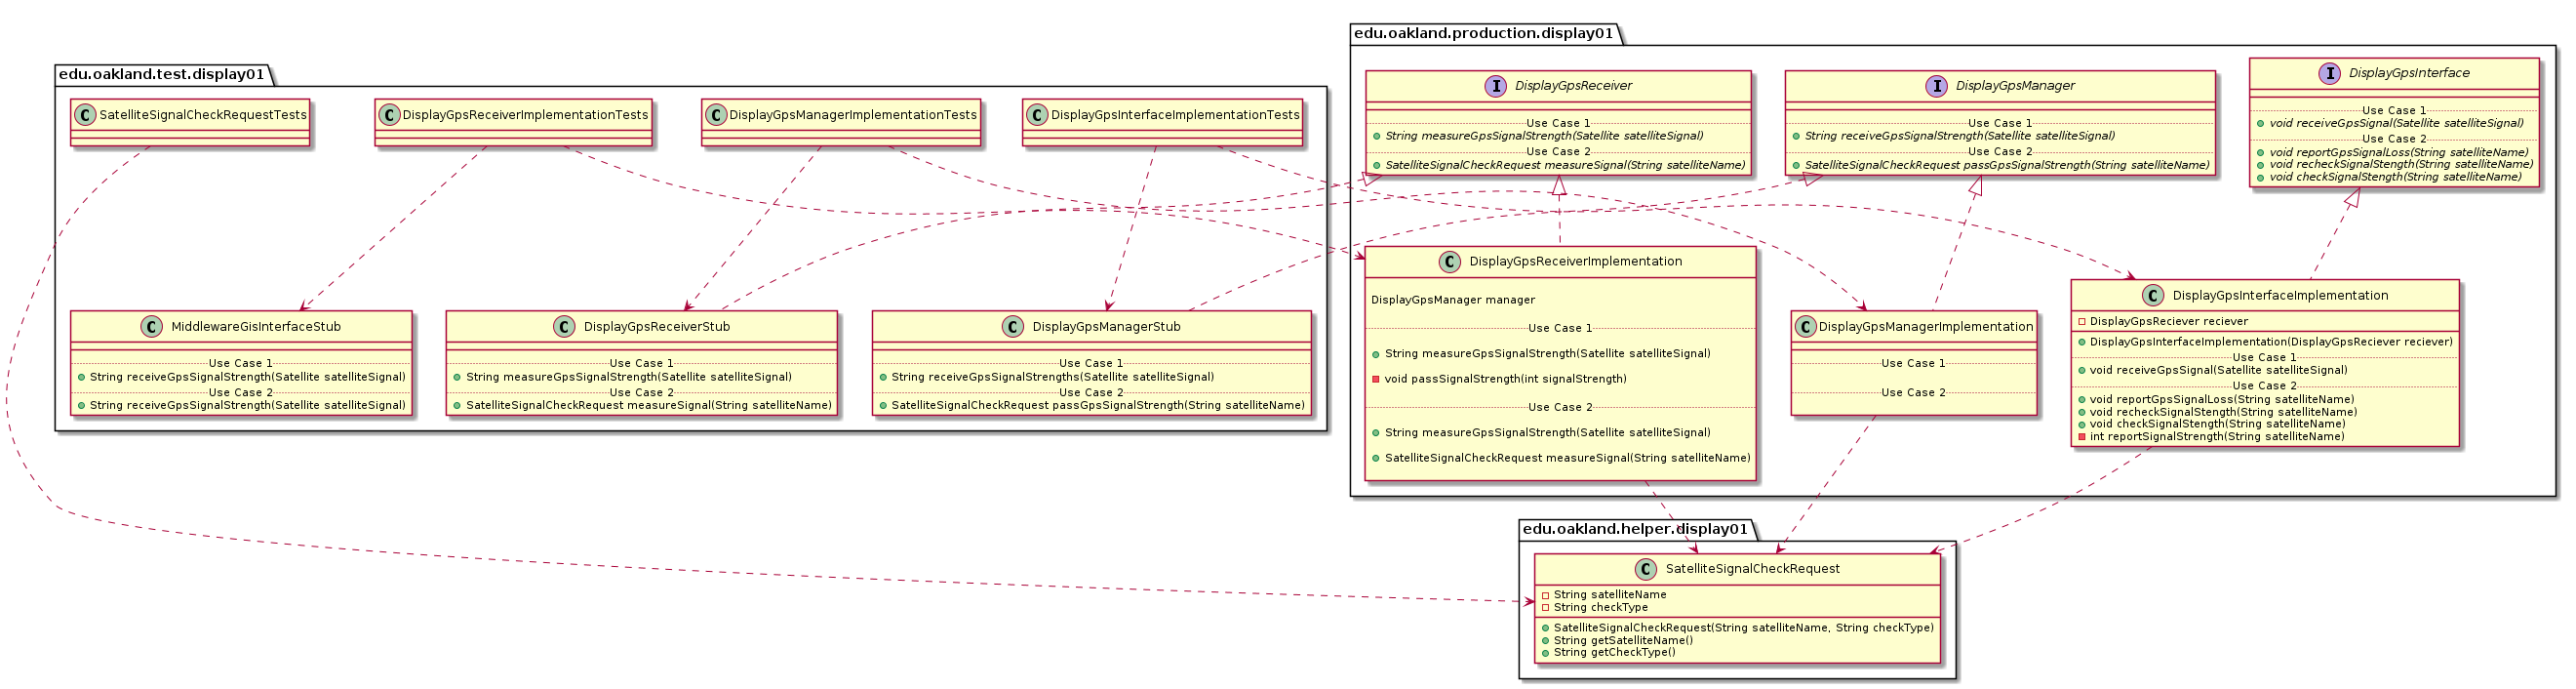 edu.oakland.production.display01
edu.oakland.test.display01
SatelliteSignalCheckRequestTests
DisplayGpsReceiverImplementationTests
DisplayGpsManagerImplementationTests
DisplayGpsInterfaceImplementationTests
DisplayGpsReceiver
Use Case 1
String measureGpsSignalStrength(Satellite satelliteSignal)
Use Case 2
SatelliteSignalCheckRequest measureSignal(String satelliteName)
DisplayGpsManager
Use Case 1
String receiveGpsSignalStrength(Satellite satelliteSignal)
Use Case 2
SatelliteSignalCheckRequest passGpsSignalStrength(String satelliteName)
DisplayGpsInterface
Use Case 1
void receiveGpsSignal(Satellite satelliteSignal)
Use Case 2
void reportGpsSignalLoss(String satelliteName)
void recheckSignalStength(String satelliteName)
void checkSignalStength(String satelliteName)
MiddlewareGisInterfaceStub
Use Case 1
String receiveGpsSignalStrength(Satellite satelliteSignal)
Use Case 2
String receiveGpsSignalStrength(Satellite satelliteSignal)
DisplayGpsReceiverStub
Use Case 1
String measureGpsSignalStrength(Satellite satelliteSignal)
Use Case 2
SatelliteSignalCheckRequest measureSignal(String satelliteName)
DisplayGpsManagerStub
Use Case 1
String receiveGpsSignalStrengths(Satellite satelliteSignal)
Use Case 2
SatelliteSignalCheckRequest passGpsSignalStrength(String satelliteName)
DisplayGpsReceiverImplementation
DisplayGpsManager manager
Use Case 1
String measureGpsSignalStrength(Satellite satelliteSignal)
void passSignalStrength(int signalStrength)
Use Case 2
String measureGpsSignalStrength(Satellite satelliteSignal)
SatelliteSignalCheckRequest measureSignal(String satelliteName)
DisplayGpsManagerImplementation
Use Case 1
Use Case 2
DisplayGpsInterfaceImplementation
DisplayGpsReciever reciever
DisplayGpsInterfaceImplementation(DisplayGpsReciever reciever)
Use Case 1
void receiveGpsSignal(Satellite satelliteSignal)
Use Case 2
void reportGpsSignalLoss(String satelliteName)
void recheckSignalStength(String satelliteName)
void checkSignalStength(String satelliteName)
int reportSignalStrength(String satelliteName)
edu.oakland.helper.display01
SatelliteSignalCheckRequest
String satelliteName
String checkType
SatelliteSignalCheckRequest(String satelliteName, String checkType)
String getSatelliteName()
String getCheckType()